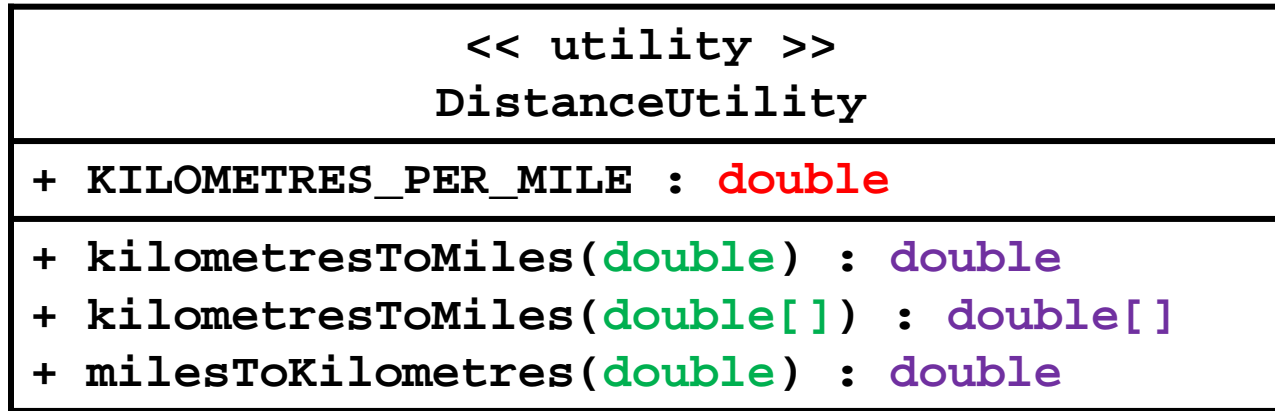 << utility >>
DistanceUtility
+ KILOMETRES_PER_MILE : double
+ kilometresToMiles(double) : double
+ kilometresToMiles(double[]) : double[]
+ milesToKilometres(double) : double